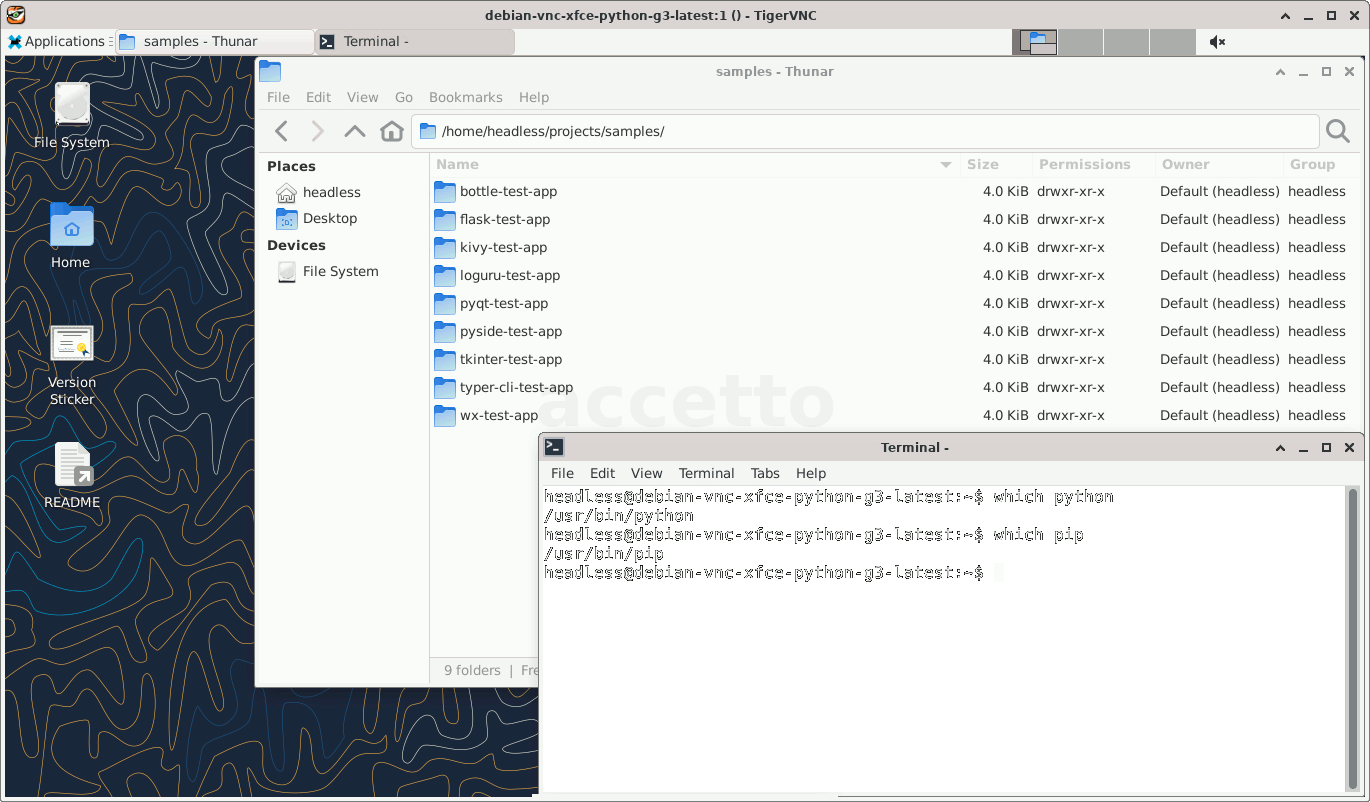 debian-vnc-xfce-python-g3-latest:1 () - TigerVNC
Applications samples - Thunar Terminal -
File System
Home
Version
Sticker
README
samples - Thunar
File Edit View Go Bookmarks Help
/home/headless/projects/samples/
Places
headless
Desktop
Devices
File System
Name Size Permissions Owner Group
bottle-test-app 4.0 KiB drwxr-xr-x Default (headless) headless
flask-test-app 4.0 KiB drwxr-xr-x Default (headless) headless
kivy-test-app 4.0 KiB drwxr-xr-x Default (headless) headless
loguru-test-app 4.0 KiB drwxr-xr-x Default (headless) headless
pyqt-test-app 4.0 KiB drwxr-xr-x Default (headless) headless
pyside-test-app 4.0 KiB drwxr-xr-x Default (headless) headless
tkinter-test-app 4.0 KiB drwxr-xr-x Default (headless) headless
typer-cli-test-app 4.0 KiB drwxr-xr-x Default (headless) headless
wx-test-app 4.0 KiB drwxr-xr-x Default (headless) headless
accetto
9 folders | Fre
Terminal -
File Edit View Terminal Tabs Help
headless@debian-vnc-xfce-python-g3-latest:~$ which python
/usr/bin/python
headless@debian-vnc-xfce-python-g3-latest:~$ which pip
/usr/bin/pip
headless@debian-vnc-xfce-python-g3-latest:~$